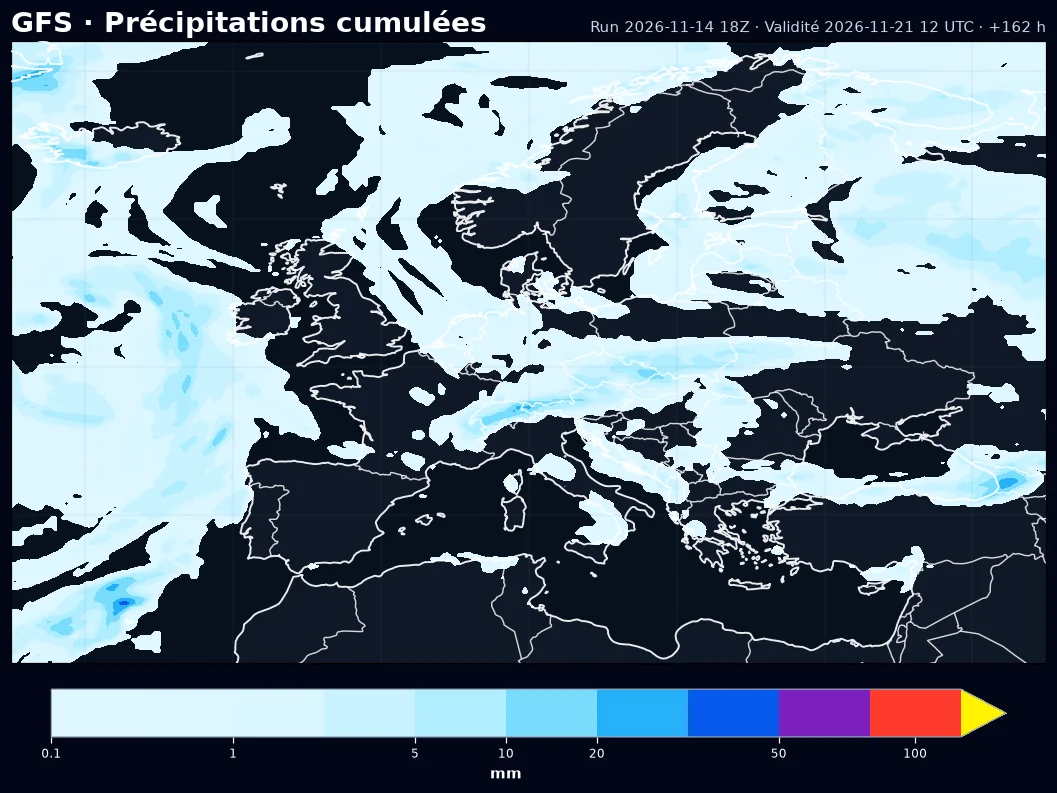 GFS · Précipitations cumulées
Run 2026-11-14 18Z · Validité 2026-11-21 12 UTC · +162 h
0.1 1 5 10 20 50 100
mm